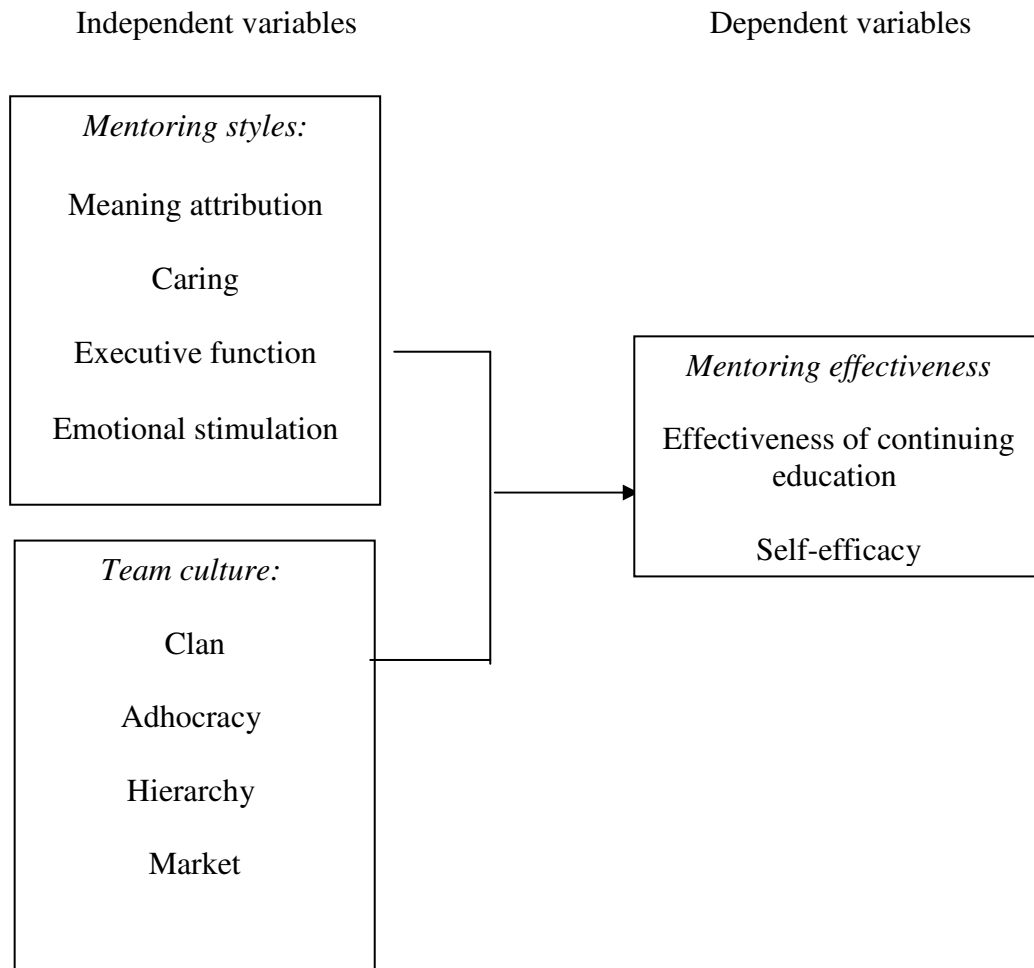 Independent variables
Dependent variables
Mentoring styles:
Meaning attribution
Caring
Executive function
Emotional stimulation
Mentoring effectiveness
Effectiveness of continuing
education
Self-efficacy
Team culture:
Clan
Adhocracy
Hierarchy
Market